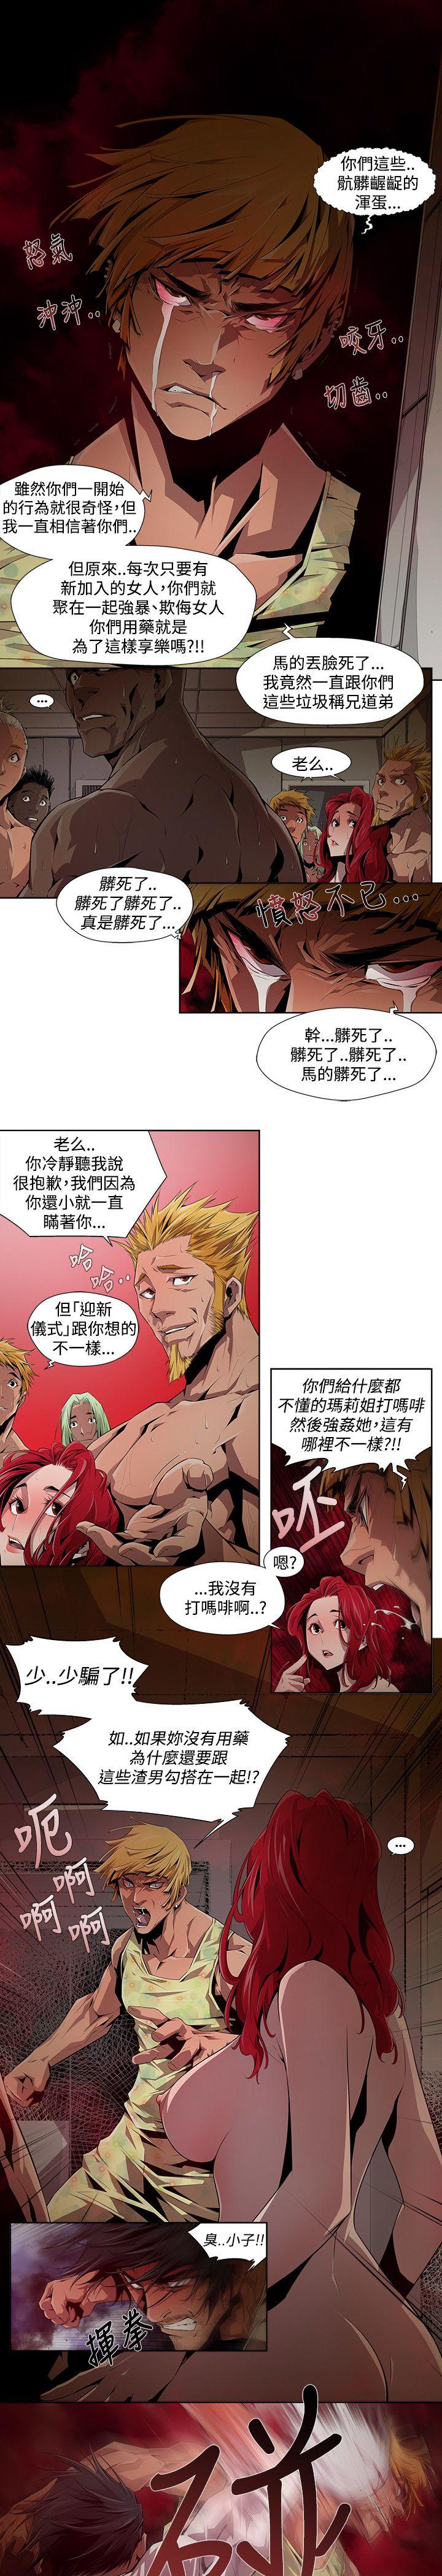 你們這些..
骯髒齷齪的
渾蛋...
怒氣
沖沖..
咬牙..
切齒..
雖然你們一開始
的行為就很奇怪，但
我一直相信著你們..
但原來..每次只要有
新加入的女人，你們就
聚在一起強暴、欺侮女人
你們用藥就是
為了這樣享樂嗎?!!
馬的丟臉死了...
我竟然一直跟你們
這些垃圾稱兄道弟
...
老么..
髒死了..
髒死了髒死了..
真是髒死了...
憤怒不已...
幹...髒死了..
髒死了..髒死了..
馬的髒死了...
老么..
你冷靜聽我說
很抱歉，我們因為
你還小就一直
瞞著你...
哈
哈..
但「迎新
儀式」跟你想的
不一樣...
你們給什麼都
不懂的瑪莉姐打嗎啡
然後強姦她，這有
哪裡不一樣?!!
呸
嗯?
...我沒有
打嗎啡啊..?
少..少騙了!!
如..如果妳沒有用藥
為什麼還要跟
這些渣男勾搭在一起!?
呃
啊
啊
啊
啊
...
臭..小子!!
揮拳
碰